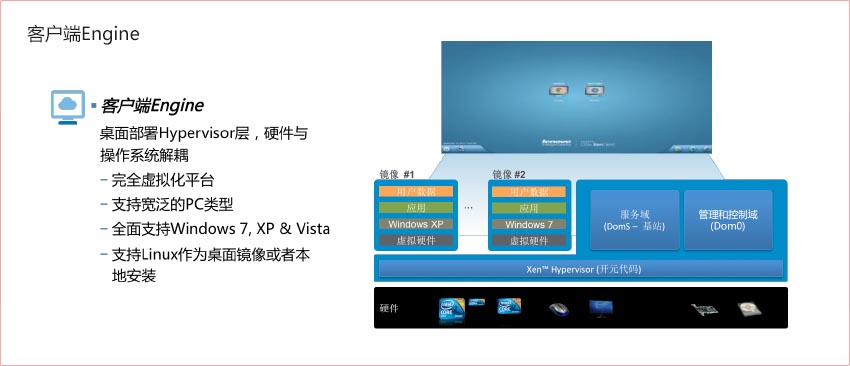 客户端Engine
客户端Engine
桌面部署Hypervisor层，硬件与
操作系统解耦
– 完全虚拟化平台
– 支持宽泛的PC类型
– 全面支持Windows 7, XP & Vista
– 支持Linux作为桌面镜像或者本
地安装
lenovo
镜像 #1
用户数据
应用
Windows XP
虚拟硬件
...
镜像 #2
用户数据
应用
Windows 7
虚拟硬件
服务域
(DomS – 基站)
管理和控制域
(Dom0)
Xen™ Hypervisor (开元代码)
硬件
intel
CORE
intel
CORE